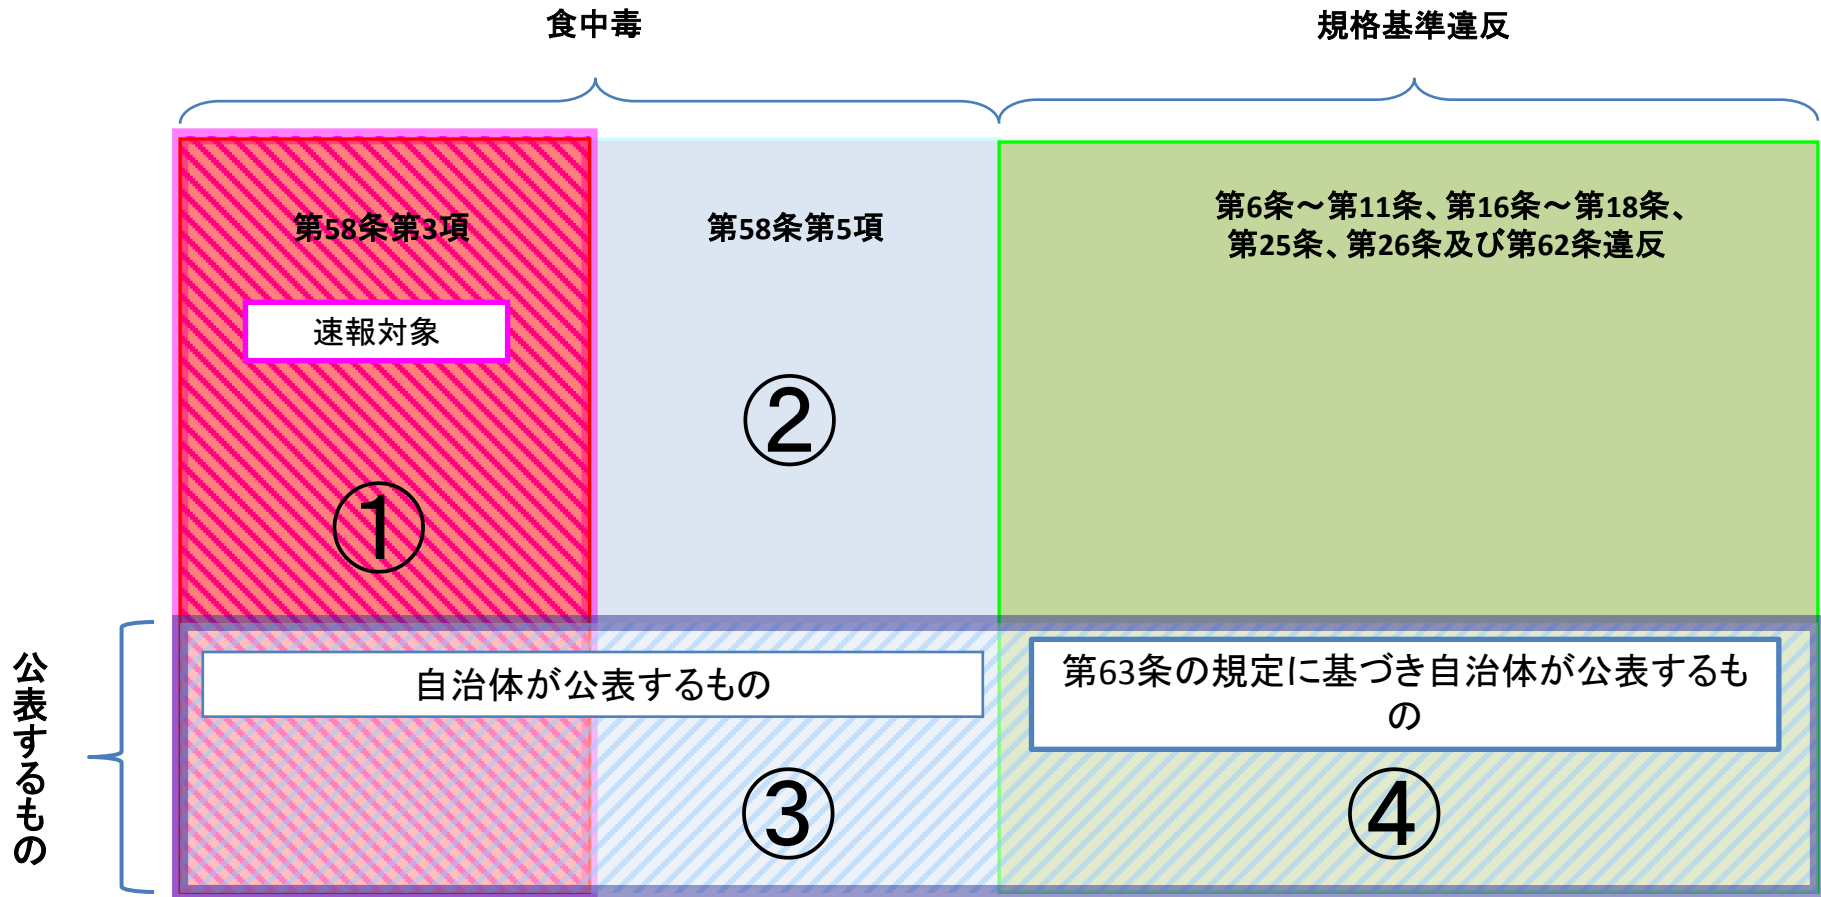 食中毒
規格基準違反
第58条第3項
第58条第5項
第6条～第11条、第16条～第18条、
第25条、第26条及び第62条違反
速報対象
②
①
公表するもの
自治体が公表するもの
第63条の規定に基づき自治体が公表するも
の
③
④